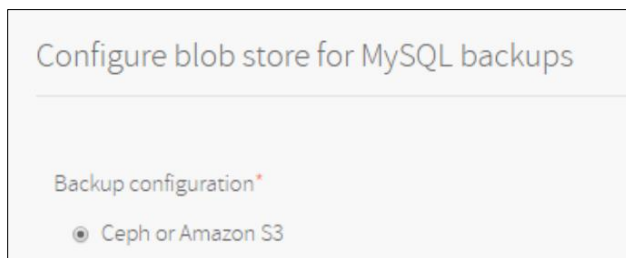 Configure blob store for MySQL backups
Backup configuration*
Ceph or Amazon S3